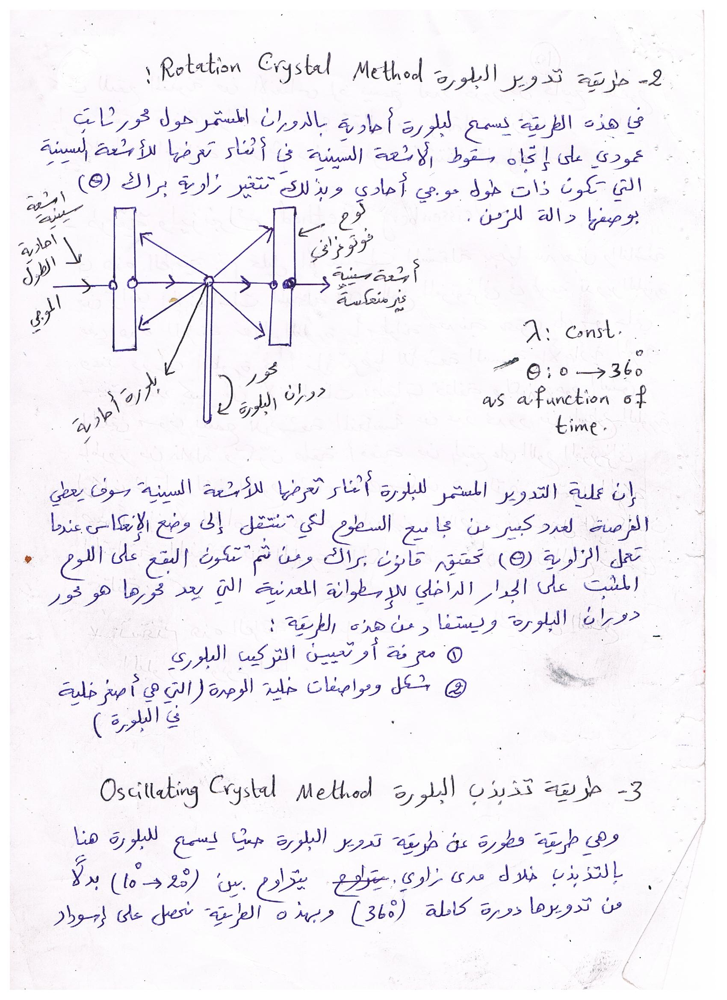 2- طريقة تدوير البلورة Rotation Crystal Method :
في هذه الطريقة يسمح لبلورة أحادية بالدوران المستمر حول محور ثابت
عمودي على إتجاه سقوط الأشعة السينية في أثناء تعرضها للأشعة السينية
التي تكون ذات طول موجي أحادي وبذلك تتغير زاوية براك (Θ)
بوصفها دالة للزمن .
اشعة
سينية
احادية
الطول
الموجي
لوح
فوتوغرافي
أشعة سينية
غير منعكسة
محور
دوران البلورة
بلورة أحادية
λ: Const.
Θ: 0 → 360°
as a function of
time.
إن عملية التدوير المستمر للبلورة أثناء تعرضها للأشعة السينية سوف يعطي
الفرصة لعدد كبير من مجاميع السطوح لكي تنتقل إلى وضع الإنعكاس عندما
تعمل الزاوية (Θ) تحقيق قانون براك ومن ثم تتكون البقع على اللوح
المثبت على الجدار الداخلي للإسطوانة المعدنية التي يعد محورها هو محور
دوران البلورة ويستفاد من هذه الطريقة :
① معرفة أو تعيين التركيب البلوري
② شكل ومواصفات خلية الوحدة (التي هي أصغر خلية
في البلورة )
3- طريقة تذبذب البلورة Oscillating Crystal Method
وهي طريقة مطورة عن طريقة تدوير البلورة حيث يسمح للبلورة هنا
بالتذبذب خلال مدى زاوي يتراوح يتراوح بين (10° → 20°) بدلاً
من تدويرها دورة كاملة (360°) وبهذه الطريقة نحصل على إسوداد